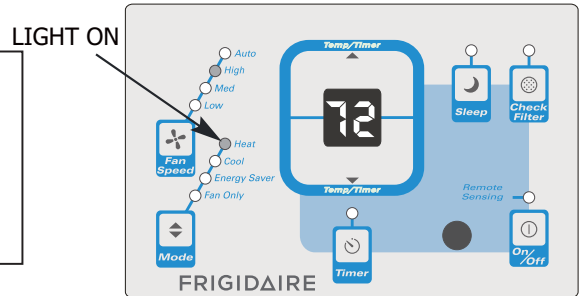 LIGHT ON
Auto
High
Med
Low
Fan
Speed
Heat
Cool
Energy Saver
Fan Only
Mode
Temp/Timer
72
Temp/Timer
Timer
Sleep
Check
Filter
Remote
Sensing
On/Off
FRIGIDAIRE